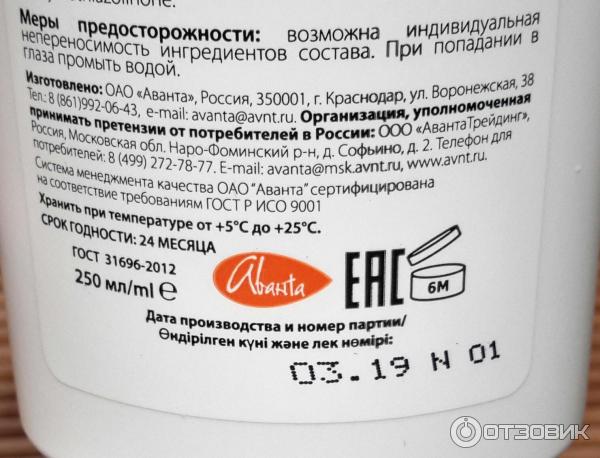 Меры предосторожности: возможна индивидуальная
непереносимость ингредиентов состава. При попадании в
глаза промыть водой.
Изготовлено: ОАО «Аванта», Россия, 350001, г. Краснодар, ул. Воронежская, 38
Тел.: 8 (861)992-06-43, e-mail: avanta@avnt.ru. Организация, уполномоченная
принимать претензии от потребителей в России: ООО «АвантаТрейдинг»,
Россия, Московская обл. Наро-Фоминский р-н, д. Софьино, д. 2. Телефон для
потребителей: 8 (499) 272-78-77. E-mail: avanta@msk.avnt.ru, www.avnt.ru.
Система менеджмента качества ОАО "Аванта" сертифицирована
на соответствие требованиям ГОСТ Р ИСО 9001
Хранить при температуре от +5°С до +25°С.
СРОК ГОДНОСТИ: 24 МЕСЯЦА
ГОСТ 31696-2012
250 мл/ml e
Avanta
EAC
6M
Дата производства и номер партии/
Өндірілген күні және лек нөмірі:
03.19 N 01
ОТЗОВИК